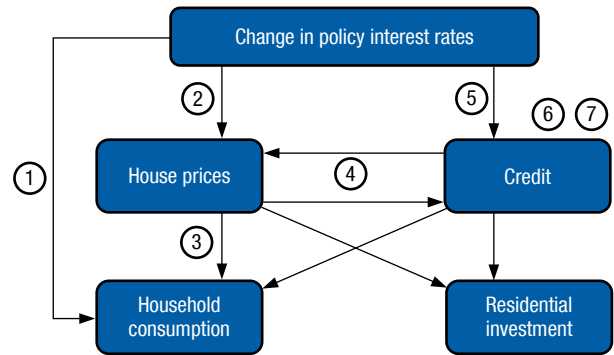 Change in policy interest rates
2
5
6
7
1
House prices
4
Credit
3
Household
consumption
Residential
investment